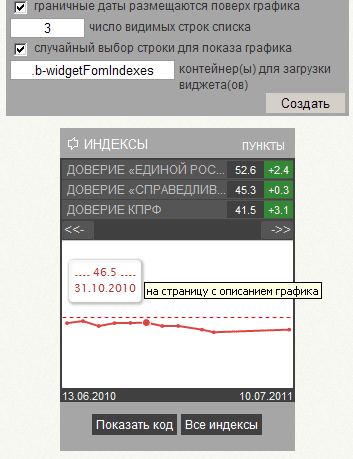 граничные даты размещаются поверх графика
3 число видимых строк списка
случайный выбор строки для показа графика
.b-widgetFomIndexes контейнер(ы) для загрузки
виджета(ов)
Создать
ИНДЕКСЫ ПУНКТЫ
ДОВЕРИЕ «ЕДИНОЙ РОС... 52.6 +2.4
ДОВЕРИЕ «СПРАВЕДЛИВ... 45.3 +0.3
ДОВЕРИЕ КПРФ 41.5 +3.1
<<- ->>
---- 46.5 ----
31.10.2010
на страницу с описанием графика
13.06.2010 10.07.2011
Показать код Все индексы